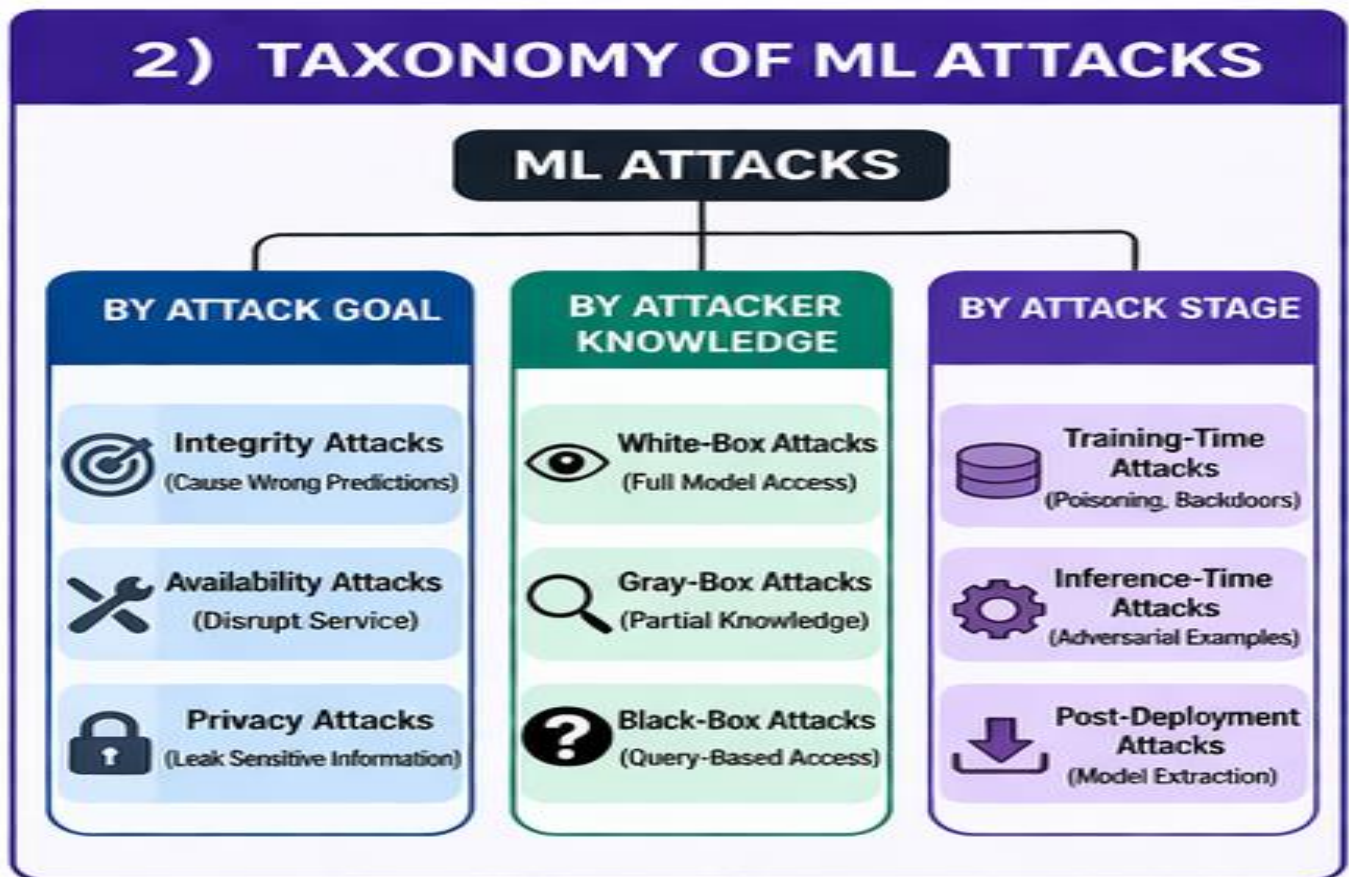 2) TAXONOMY OF ML ATTACKS
ML ATTACKS
BY ATTACK GOAL
Integrity Attacks
(Cause Wrong Predictions)
Availability Attacks
(Disrupt Service)
Privacy Attacks
(Leak Sensitive Information)
BY ATTACKER
KNOWLEDGE
White-Box Attacks
(Full Model Access)
Gray-Box Attacks
(Partial Knowledge)
?
Black-Box Attacks
(Query-Based Access)
BY ATTACK STAGE
Training-Time
Attacks
(Poisoning, Backdoors)
Inference-Time
Attacks
(Adversarial Examples)
Post-Deployment
Attacks
(Model Extraction)